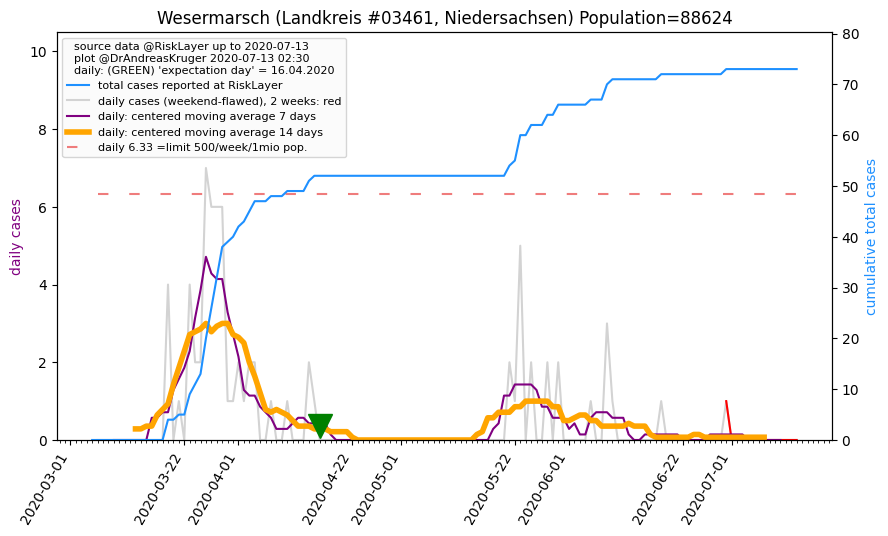 Wesermarsch (Landkreis #03461, Niedersachsen) Population=88624
source data @RiskLayer up to 2020-07-13
plot @DrAndreasKruger 2020-07-13 02:30
daily: (GREEN) 'expectation day' = 16.04.2020
total cases reported at RiskLayer
daily cases (weekend-flawed), 2 weeks: red
daily: centered moving average 7 days
daily: centered moving average 14 days
daily 6.33 =limit 500/week/1mio pop.
daily cases
10
8
6
4
2
0
80
70
60
50
40
30
20
10
0
cumulative total cases
2020-03-01
2020-03-22
2020-04-01
2020-04-22
2020-05-01
2020-05-22
2020-06-01
2020-06-22
2020-07-01